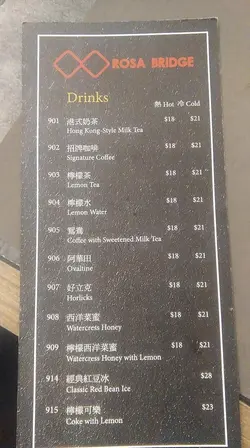 ROSA BRIDGE
Drinks
熱 Hot 冷 Cold
901 港式奶茶 $18 $21
Hong Kong-Style Milk Tea
902 招牌咖啡 $18 $21
Signature Coffee
903 檸檬茶 $18 $21
Lemon Tea
904 檸檬水 $18 $21
Lemon Water
905 鴛鴦 $18 $21
Coffee with Sweetened Milk Tea
906 阿華田 $18 $21
Ovaltine
907 好立克 $18 $21
Horlicks
908 西洋菜蜜 $18 $21
Watercress Honey
909 檸檬西洋菜蜜 $18 $21
Watercress Honey with Lemon
914 經典紅豆冰 $28
Classic Red Bean Ice
915 檸檬可樂 $23
Coke with Lemon